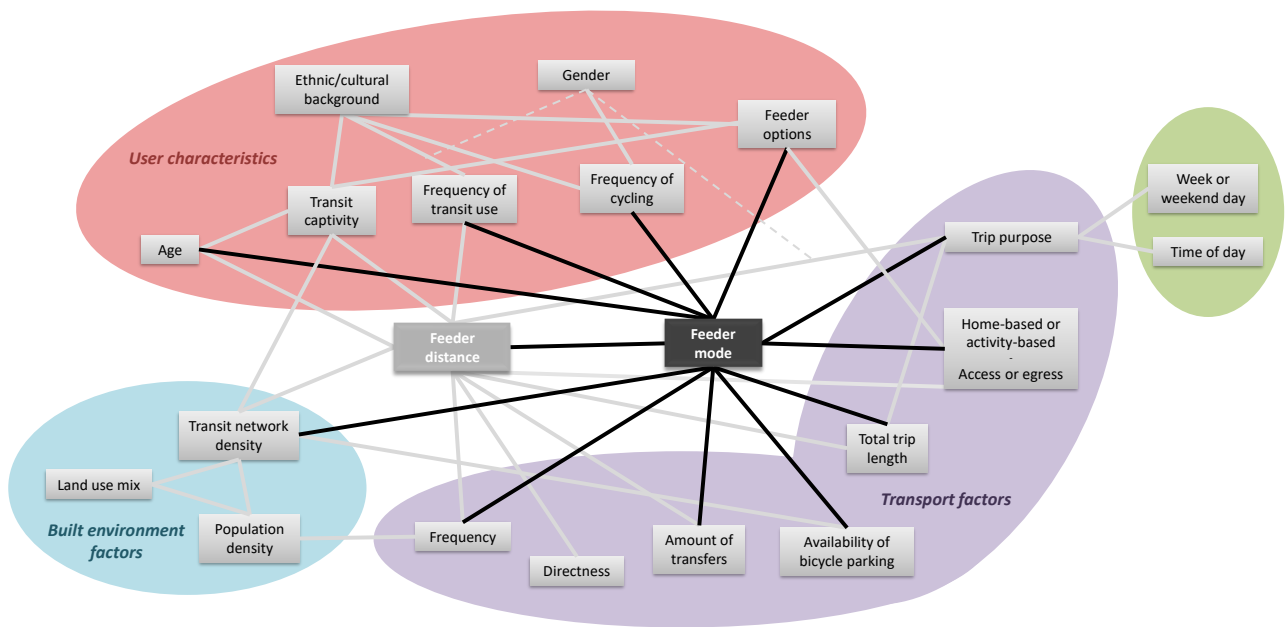 Ethnic/cultural
background
Gender
Feeder
options
User characteristics
Transit
captivity
Frequency of
transit use
Frequency of
cycling
Age
Week or
weekend day
Trip purpose
Time of day
Feeder
distance
Feeder
mode
Home-based or
activity-based
-
Access or egress
Transit network
density
Total trip
length
Land use mix
Transport factors
Built environment
factors
Population
density
Frequency
Amount of
transfers
Availability of
bicycle parking
Directness